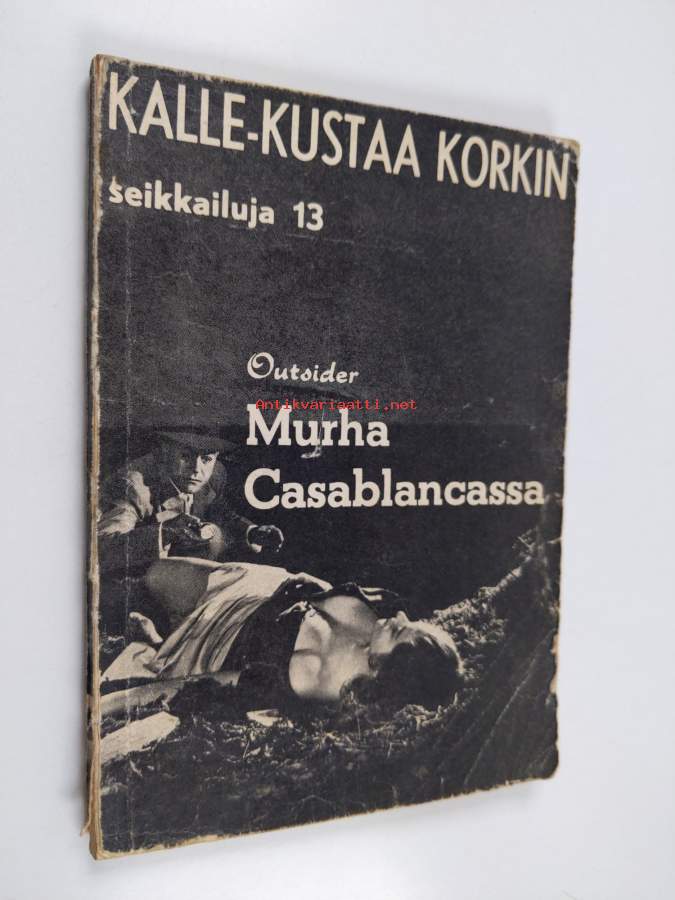 KALLE-KUSTAA KORKIN
seikkailuja 13
Outsider
Antikvariaatti.net
Murha
Casablancassa